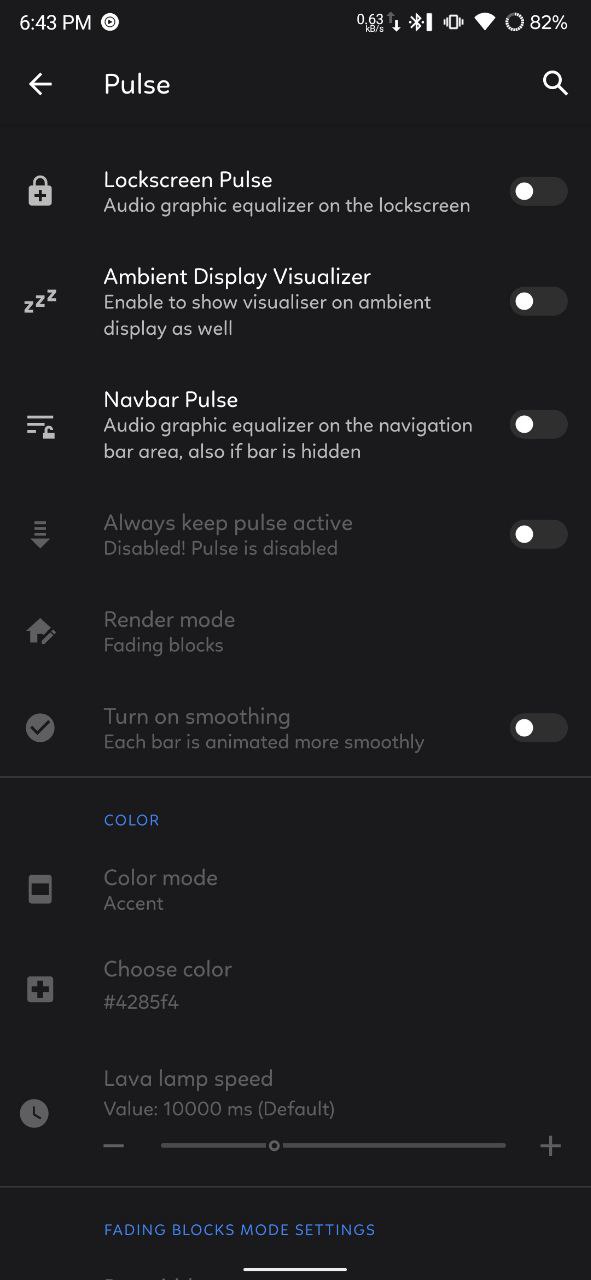 6:43 PM
0.63
kB/s
82%
Pulse
Lockscreen Pulse
Audio graphic equalizer on the lockscreen
zzz
Ambient Display Visualizer
Enable to show visualiser on ambient
display as well
Navbar Pulse
Audio graphic equalizer on the navigation
bar area, also if bar is hidden
Always keep pulse active
Disabled! Pulse is disabled
Render mode
Fading blocks
Turn on smoothing
Each bar is animated more smoothly
COLOR
Color mode
Accent
Choose color
#4285f4
Lava lamp speed
Value: 10000 ms (Default)
FADING BLOCKS MODE SETTINGS